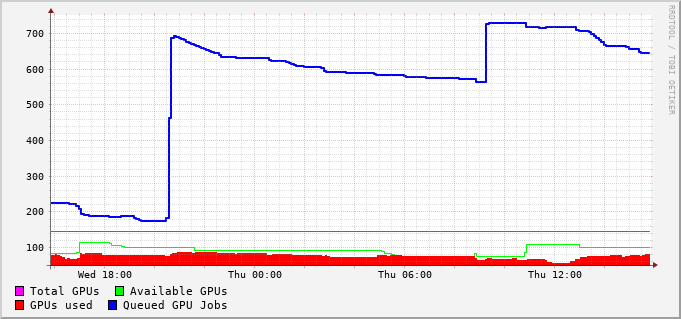 700
600
500
400
300
200
100
Wed 18:00 Thu 00:00 Thu 06:00 Thu 12:00
Total GPUs Available GPUs
GPUs used Queued GPU Jobs
RRDTOOL / TOBI OETIKER